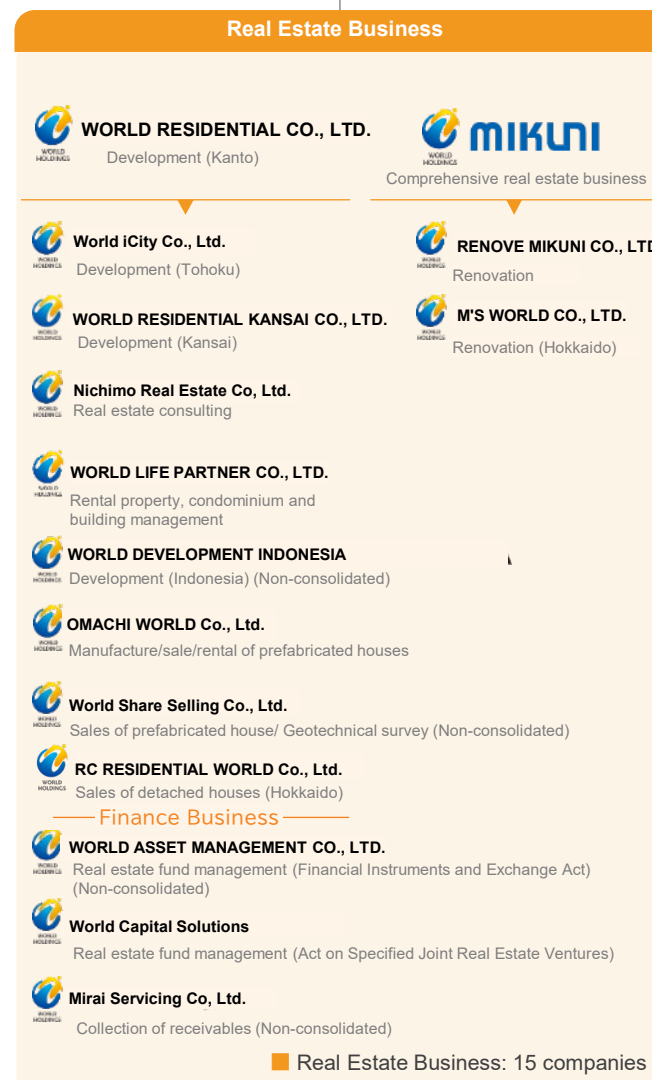 Real Estate Business
WORLD HOLDINGS
WORLD RESIDENTIAL CO., LTD.
Development (Kanto)
World iCity Co., Ltd.
Development (Tohoku)
WORLD RESIDENTIAL KANSAI CO., LTD.
Development (Kansai)
Nichimo Real Estate Co, Ltd.
Real estate consulting
WORLD LIFE PARTNER CO., LTD.
Rental property, condominium and
building management
WORLD DEVELOPMENT INDONESIA
Development (Indonesia) (Non-consolidated)
OMACHI WORLD Co., Ltd.
Manufacture/sale/rental of prefabricated houses
World Share Selling Co., Ltd.
Sales of prefabricated house/ Geotechnical survey (Non-consolidated)
RC RESIDENTIAL WORLD Co., Ltd.
Sales of detached houses (Hokkaido)
WORLD HOLDINGS
MIKUNI
Comprehensive real estate business
RENOVE MIKUNI CO., LTD
Renovation
M'S WORLD CO., LTD.
Renovation (Hokkaido)
Finance Business
WORLD ASSET MANAGEMENT CO., LTD.
Real estate fund management (Financial Instruments and Exchange Act)
(Non-consolidated)
World Capital Solutions
Real estate fund management (Act on Specified Joint Real Estate Ventures)
Mirai Servicing Co, Ltd.
Collection of receivables (Non-consolidated)
Real Estate Business: 15 companies